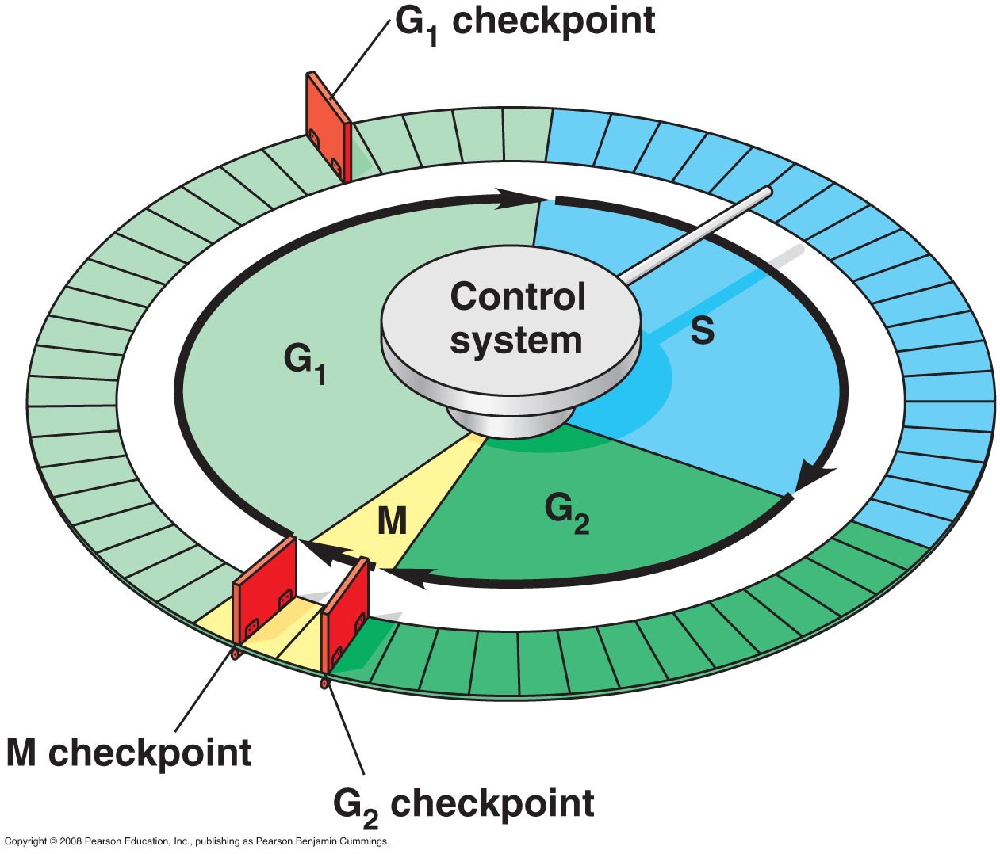 G₁ checkpoint
Control
system
S
G₁
G₂
M
M checkpoint
G₂ checkpoint
Copyright © 2008 Pearson Education, Inc., publishing as Pearson Benjamin Cummings.